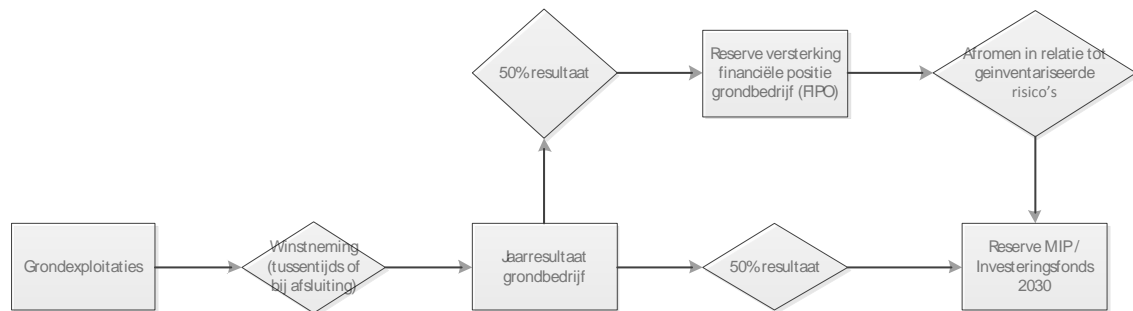 50% resultaat
Reserve versterking
financiële positie
grondbedrijf (FIPO)
Afromen in relatie tot
geinventariseerde
risico's
Grondexploitaties
Winstneming
(tussentijds of
bij afsluiting)
Jaarresultaat
grondbedrijf
50% resultaat
Reserve MIP /
Investeringsfonds
2030